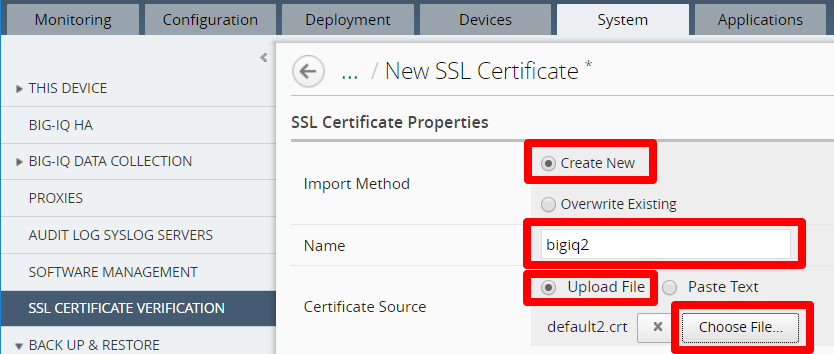 Monitoring Configuration Deployment Devices System Applications
THIS DEVICE
BIG-IQ HA
BIG-IQ DATA COLLECTION
PROXIES
AUDIT LOG SYSLOG SERVERS
SOFTWARE MANAGEMENT
SSL CERTIFICATE VERIFICATION
BACK UP & RESTORE
... / New SSL Certificate *
SSL Certificate Properties
Import Method
Create New
Overwrite Existing
Name
bigiq2
Certificate Source
Upload File Paste Text
default2.crt × Choose File...